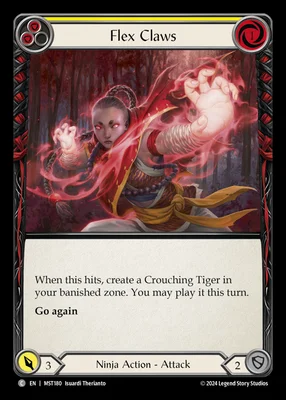 Flex Claws
When this hits, create a Crouching Tiger in
your banished zone. You may play this turn.
Go again
3
Ninja Action - Attack
2
C EN | MST180 Isuardi Therianto
© 2024 Legend Story Studios